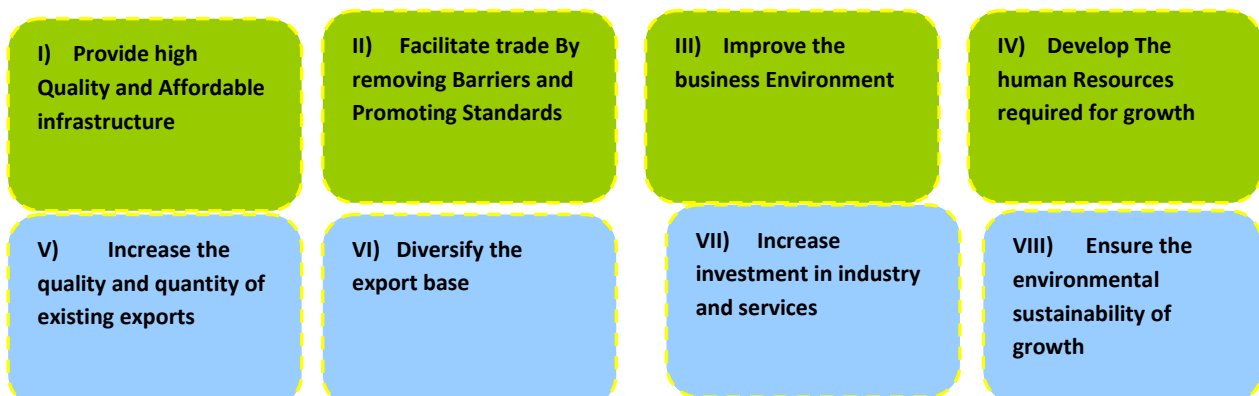 I) Provide high
Quality and Affordable
infrastructure
II) Facilitate trade By
removing Barriers and
Promoting Standards
III) Improve the
business Environment
IV) Develop The
human Resources
required for growth
V) Increase the
quality and quantity of
existing exports
VI) Diversify the
export base
VII) Increase
investment in industry
and services
VIII) Ensure the
environmental
sustainability of
growth